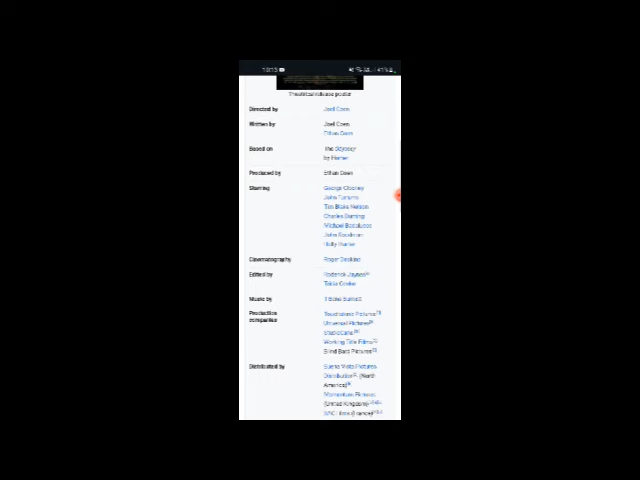 Theatrical release poster
Directed by Joel Coen
Written by Joel Coen
Ethan Coen
Based on The Odyssey
by Homer
Produced by Ethan Coen
Starring George Clooney
John Turturro
Tim Blake Nelson
Charles Durning
Michael Badalucco
John Goodman
Holly Hunter
Cinematography Roger Deakins
Edited by Roderick Jaynes
Tricia Cooke
Music by T Bone Burnett
Production Touchstone Pictures
companies Universal Pictures
StudioCanal
Working Title Films
Blind Bard Pictures
Distributed by Buena Vista Pictures
Distribution (North
America)
Momentum Pictures
(United Kingdom)
(France)